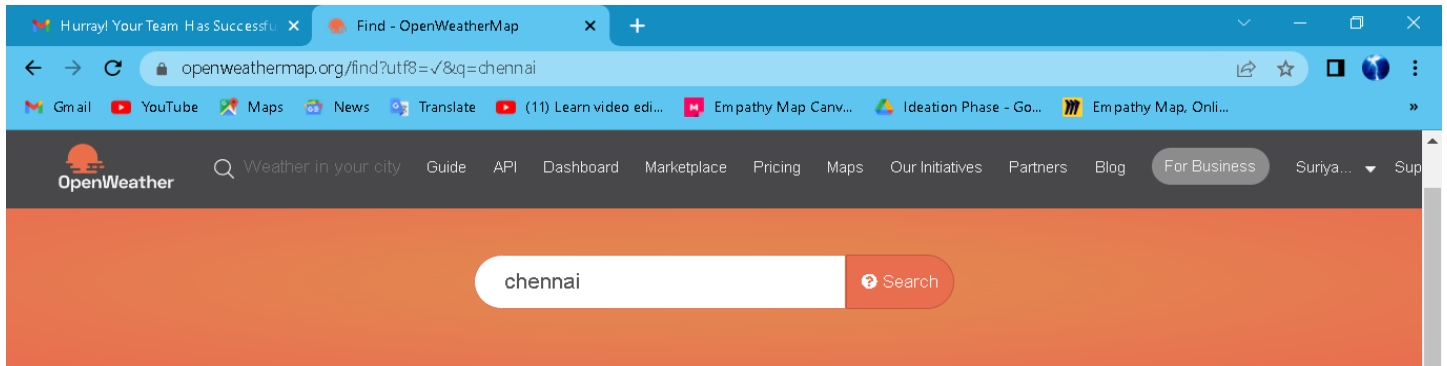 Hurray! Your Team Has Successfu
Find - OpenWeatherMap
openweathermap.org/find?utf8=✓&q=chennai
Gmail YouTube Maps News Translate (11) Learn video edi... Empathy Map Canv... Ideation Phase - Go... Empathy Map, Onli... »
OpenWeather Weather in your city Guide API Dashboard Marketplace Pricing Maps Our Initiatives Partners Blog For Business Suriya... Sup
chennai Search